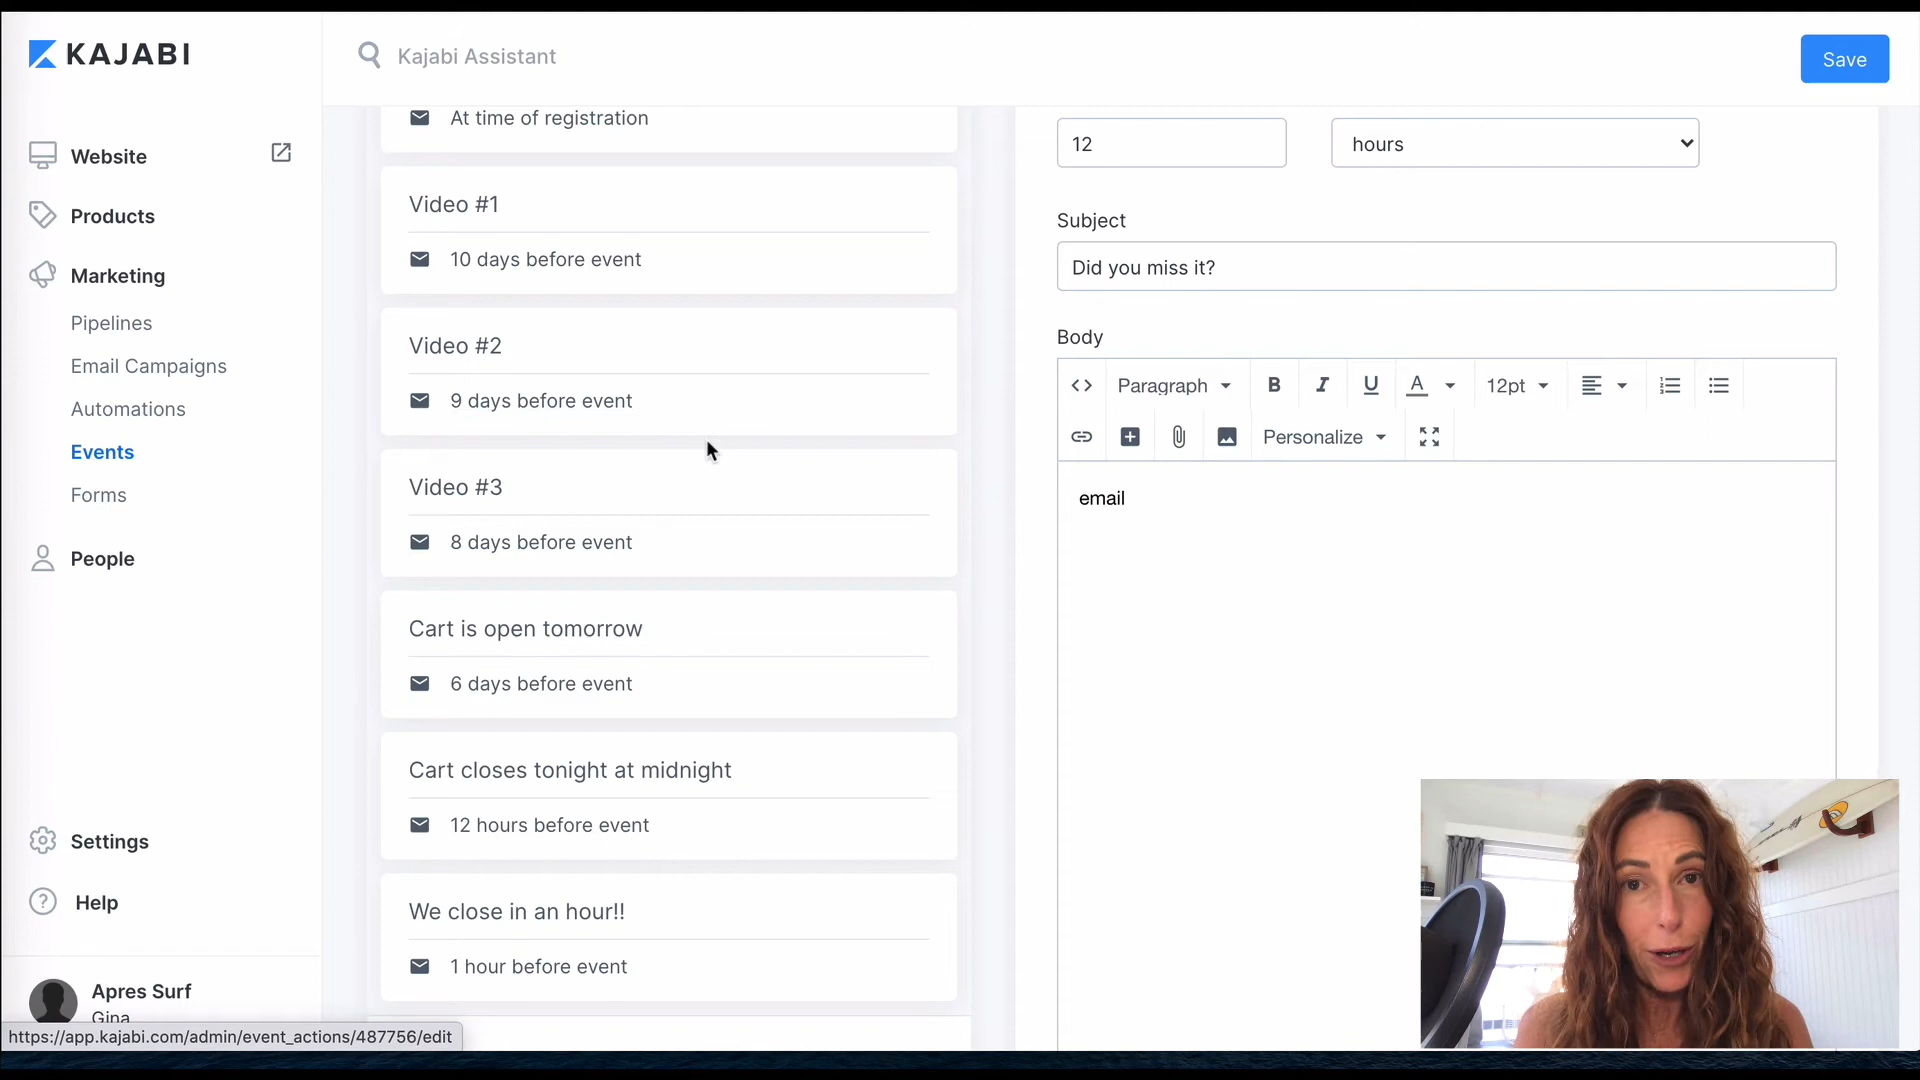 KAJABI
Kajabi Assistant
Save
Website
Products
Marketing
Pipelines
Email Campaigns
Automations
Events
Forms
People
Settings
Help
Apres Surf
Gina
https://app.kajabi.com/admin/event_actions/487756/edit
At time of registration
Video #1
10 days before event
Video #2
9 days before event
Video #3
8 days before event
Cart is open tomorrow
6 days before event
Cart closes tonight at midnight
12 hours before event
We close in an hour!!
1 hour before event
12 hours
Subject
Did you miss it?
Body
Paragraph B I U A 12pt
Personalize
email